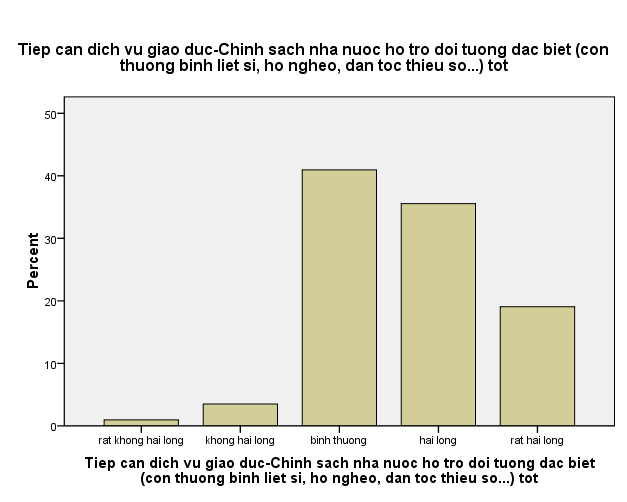 Tiep can dich vu giao duc-Chinh sach nha nuoc ho tro doi tuong dac biet (con
thuong binh liet si, ho ngheo, dan toc thieu so...) tot
50
40
30
20
10
0
Percent
rat khong hai long
khong hai long
binh thuong
hai long
rat hai long
Tiep can dich vu giao duc-Chinh sach nha nuoc ho tro doi tuong dac biet
(con thuong binh liet si, ho ngheo, dan toc thieu so...) tot